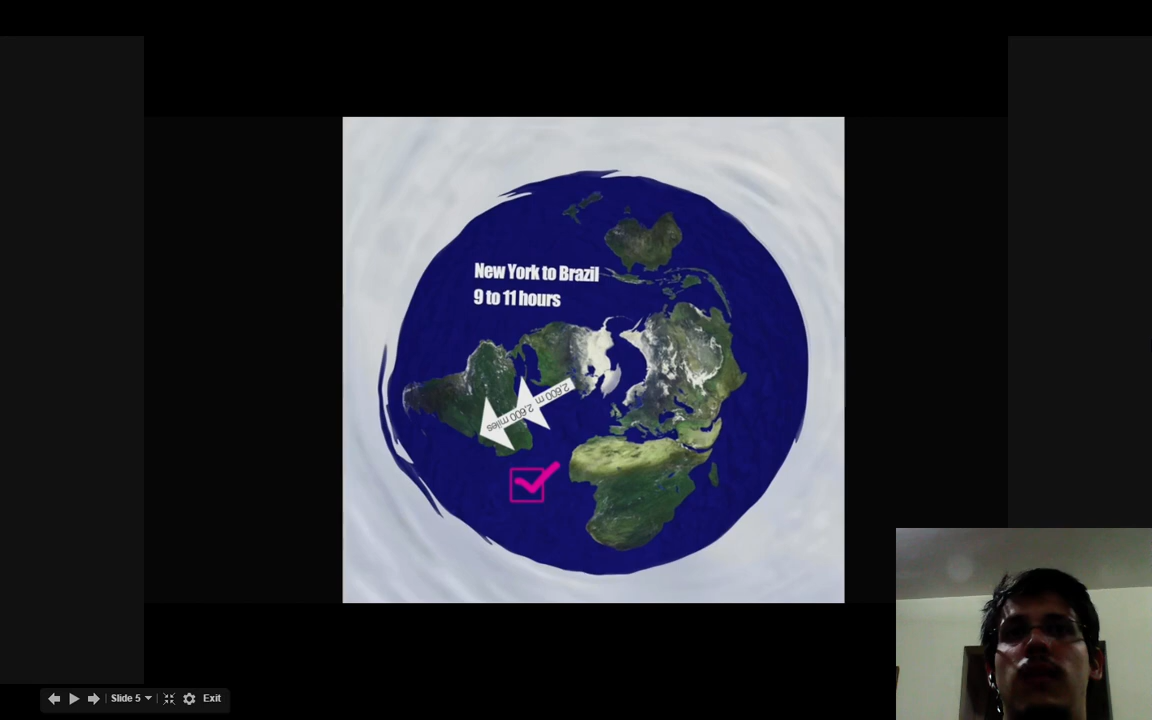 New York to Brazil
9 to 11 hours
2,600 m
2,600 miles
Slide 5
Exit